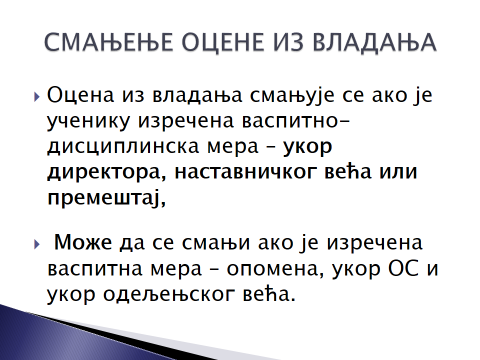 СМАЊЕЊЕ ОЦЕНЕ ИЗ ВЛАДАЊА
Оцена из владања смањује се ако је
ученику изречена васпитно-
дисциплинска мера – укор
директора, наставничког већа или
премештај,
Може да се смањи ако је изречена
васпитна мера – опомена, укор ОС и
укор одељењског већа.